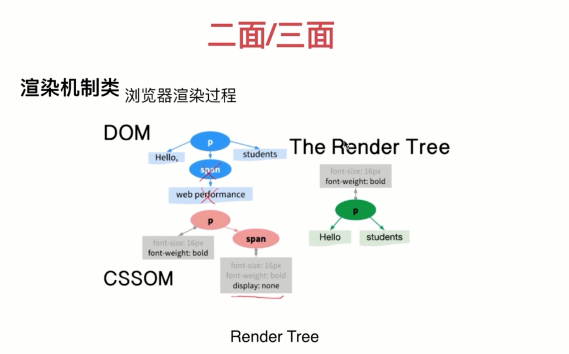 二面/三面
渲染机制类 浏览器渲染过程
DOM
p
Hello,
students
span
web performance
p
font-size: 16px
font-weight: bold
span
font-size: 16px
font-weight: bold
display: none
CSSOM
The Render Tree
font-size: 16px
font-weight: bold
p
Hello
students
Render Tree